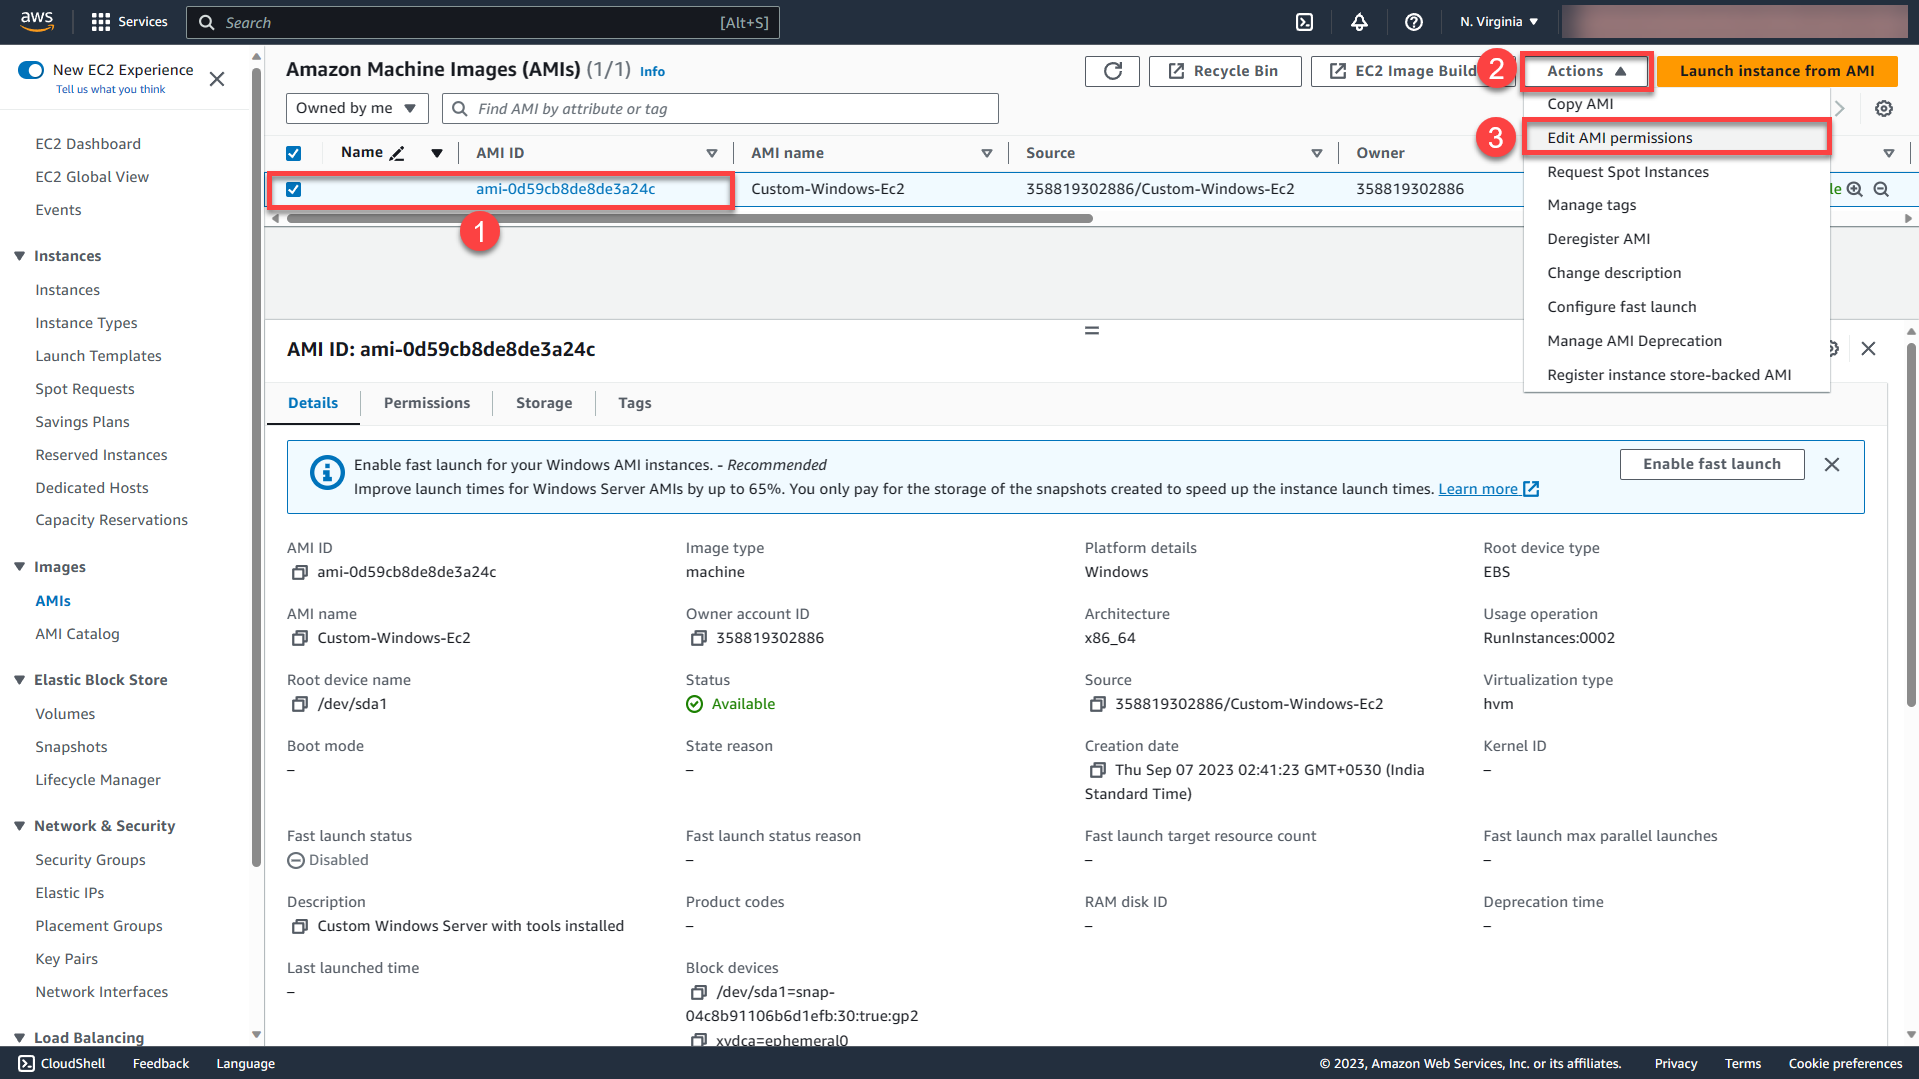 aws
Services
Search [Alt+S]
N. Virginia
New EC2 Experience
Tell us what you think
EC2 Dashboard
EC2 Global View
Events
Instances
Instances
Instance Types
Launch Templates
Spot Requests
Savings Plans
Reserved Instances
Dedicated Hosts
Capacity Reservations
Images
AMIs
AMI Catalog
Elastic Block Store
Volumes
Snapshots
Lifecycle Manager
Network & Security
Security Groups
Elastic IPs
Placement Groups
Key Pairs
Network Interfaces
Load Balancing
Amazon Machine Images (AMIs) (1/1) Info
Recycle Bin
EC2 Image Build
2
Actions
Launch instance from AMI
Owned by me
Find AMI by attribute or tag
Name AMI ID AMI name Source Owner
ami-0d59cb8de8de3a24c Custom-Windows-Ec2 358819302886/Custom-Windows-Ec2 358819302886
1
Copy AMI
3
Edit AMI permissions
Request Spot Instances
Manage tags
Deregister AMI
Change description
Configure fast launch
Manage AMI Deprecation
Register instance store-backed AMI
le
AMI ID: ami-0d59cb8de8de3a24c
Details Permissions Storage Tags
Enable fast launch for your Windows AMI instances. - Recommended
Improve launch times for Windows Server AMIs by up to 65%. You only pay for the storage of the snapshots created to speed up the instance launch times. Learn more
Enable fast launch
AMI ID Image type Platform details Root device type
ami-0d59cb8de8de3a24c machine Windows EBS
AMI name Owner account ID Architecture Usage operation
Custom-Windows-Ec2 358819302886 x86_64 RunInstances:0002
Root device name Status Source Virtualization type
/dev/sda1 Available 358819302886/Custom-Windows-Ec2 hvm
Boot mode State reason Creation date Kernel ID
– – Thu Sep 07 2023 02:41:23 GMT+0530 (India –
Standard Time)
Fast launch status Fast launch status reason Fast launch target resource count Fast launch max parallel launches
Disabled – – –
Description Product codes RAM disk ID Deprecation time
Custom Windows Server with tools installed – – –
Last launched time Block devices
– /dev/sda1=snap-
04c8b91106b6d1efb:30:true:gp2
xvdca=ephemeral0
CloudShell Feedback Language
© 2023, Amazon Web Services, Inc. or its affiliates. Privacy Terms Cookie preferences